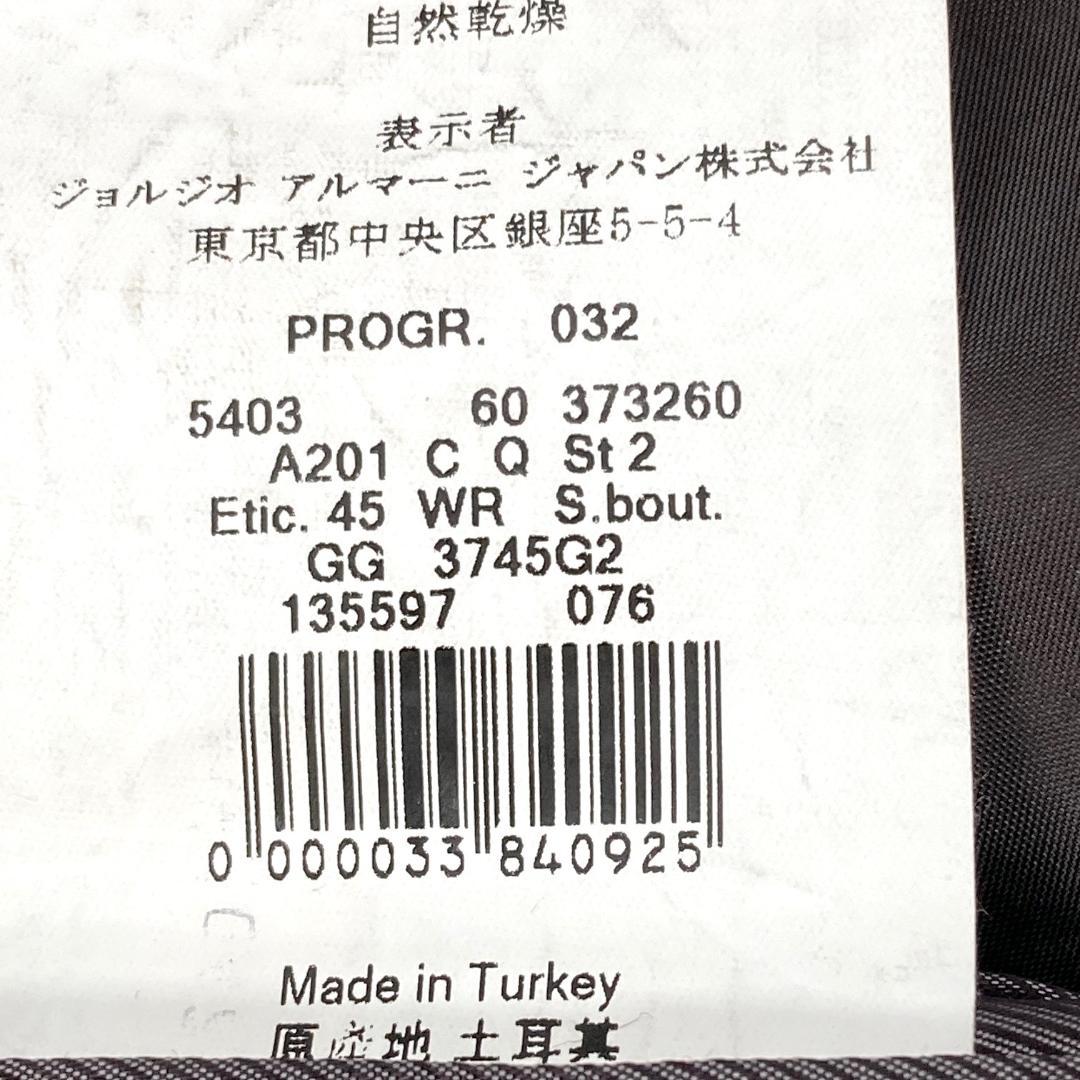 自然乾燥
表示者
ジョルジオ アルマーニ ジャパン株式会社
東京都中央区銀座5-5-4
PROGR. 032
5403 60 373260
A201 C Q St 2
Etic. 45 WR S.bout.
GG 3745G2
135597 076
0 000033 840925
Made in Turkey
原産地 土耳其